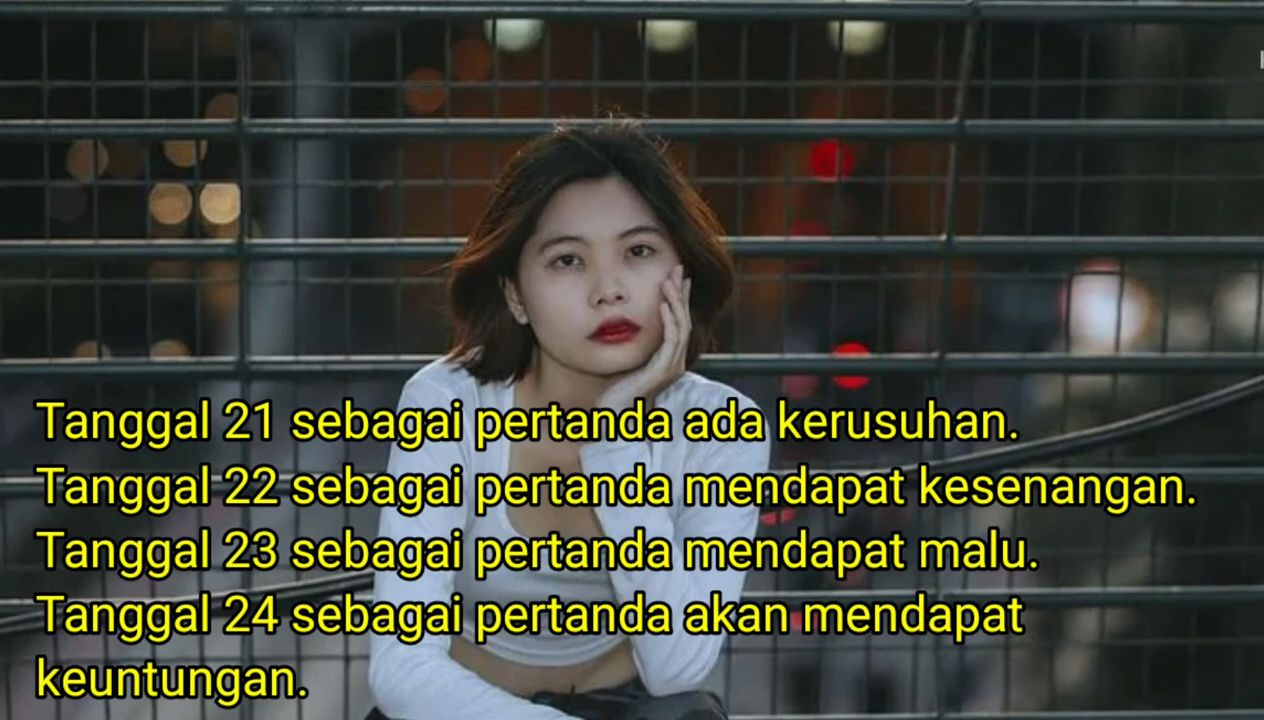 Tanggal 21 sebagai pertanda ada kerusuhan.
Tanggal 22 sebagai pertanda mendapat kesenangan.
Tanggal 23 sebagai pertanda mendapat malu.
Tanggal 24 sebagai pertanda akan mendapat
keuntungan.